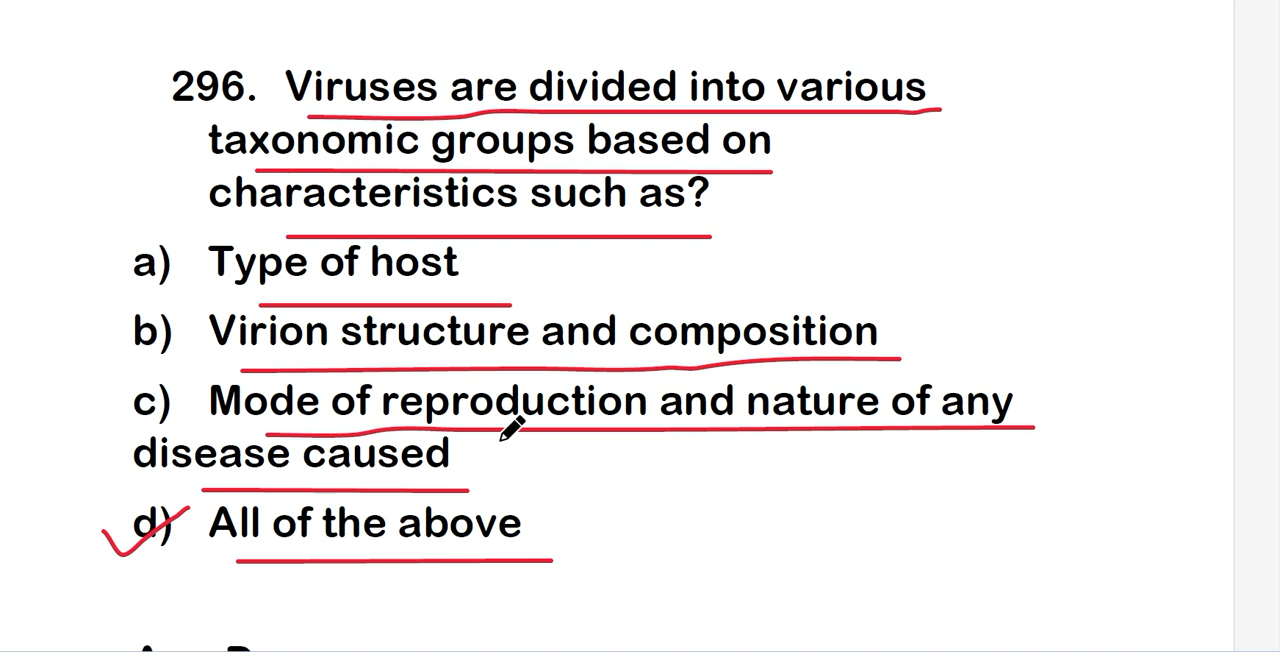 296. Viruses are divided into various
taxonomic groups based on
characteristics such as?
a) Type of host
b) Virion structure and composition
c) Mode of reproduction and nature of any
disease caused
d) All of the above